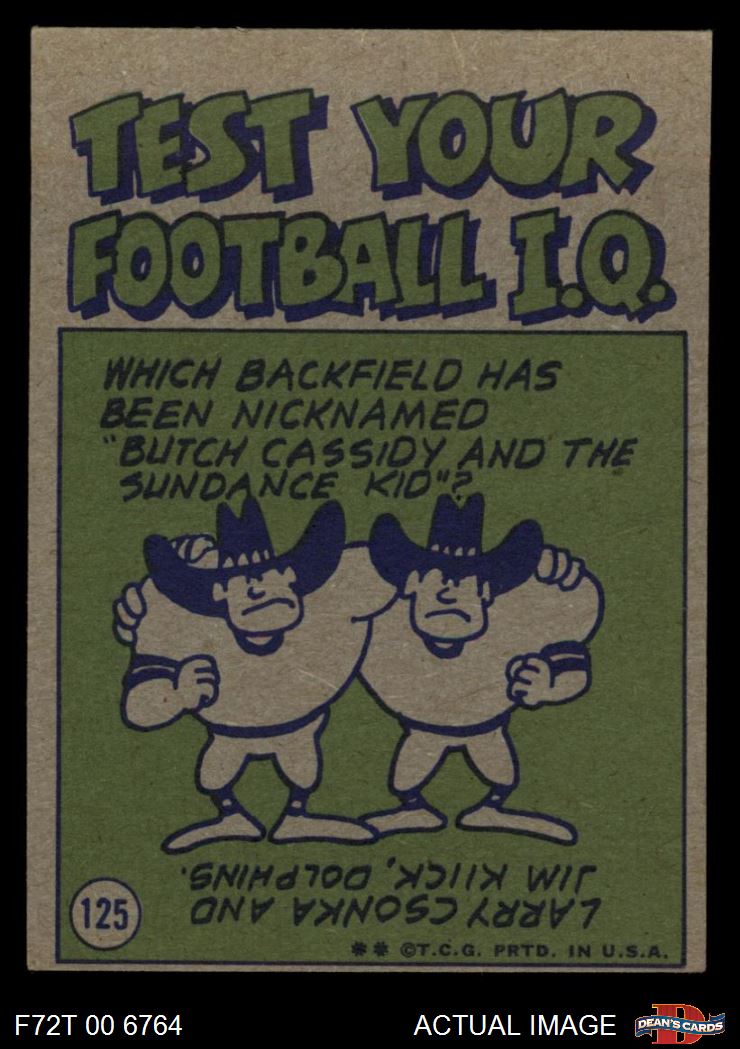 TEST YOUR
FOOTBALL I.Q.
WHICH BACKFIELD HAS
BEEN NICKNAMED
"BUTCH CASSIDY AND THE
SUNDANCE KID"?
LARRY CSONKA AND
JIM KIICK, DOLPHINS.
125
** ©T.C.G. PRTD. IN U.S.A.
F72T 00 6764
ACTUAL IMAGE
D
DEAN'S CARDS